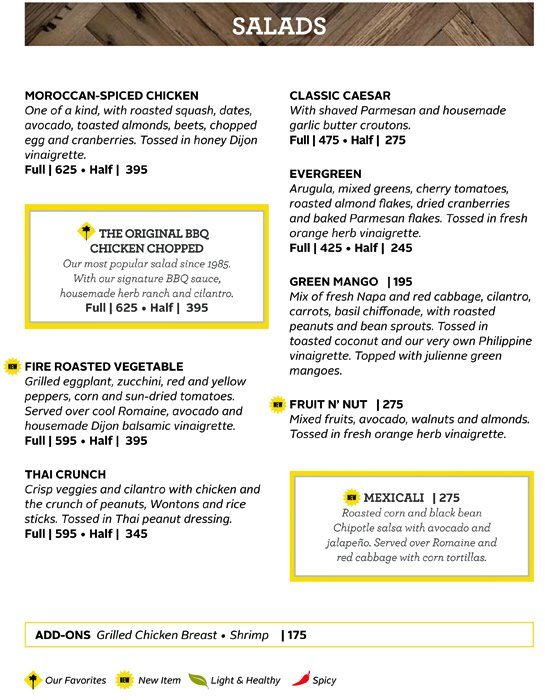 SALADS
MOROCCAN-SPICED CHICKEN
One of a kind, with roasted squash, dates,
avocado, toasted almonds, beets, chopped
egg and cranberries. Tossed in honey Dijon
vinaigrette.
Full | 625 • Half | 395
THE ORIGINAL BBQ
CHICKEN CHOPPED
Our most popular salad since 1985.
With our signature BBQ sauce,
housemade herb ranch and cilantro.
Full | 625 • Half | 395
NEW
FIRE ROASTED VEGETABLE
Grilled eggplant, zucchini, red and yellow
peppers, corn and sun-dried tomatoes.
Served over cool Romaine, avocado and
housemade Dijon balsamic vinaigrette.
Full | 595 • Half | 395
THAI CRUNCH
Crisp veggies and cilantro with chicken and
the crunch of peanuts, Wontons and rice
sticks. Tossed in Thai peanut dressing.
Full | 595 • Half | 345
CLASSIC CAESAR
With shaved Parmesan and housemade
garlic butter croutons.
Full | 475 • Half | 275
EVERGREEN
Arugula, mixed greens, cherry tomatoes,
roasted almond flakes, dried cranberries
and baked Parmesan flakes. Tossed in fresh
orange herb vinaigrette.
Full | 425 • Half | 245
GREEN MANGO | 195
Mix of fresh Napa and red cabbage, cilantro,
carrots, basil chiffonade, with roasted
peanuts and bean sprouts. Tossed in
toasted coconut and our very own Philippine
vinaigrette. Topped with julienne green
mangoes.
NEW
FRUIT N' NUT | 275
Mixed fruits, avocado, walnuts and almonds.
Tossed in fresh orange herb vinaigrette.
NEW
MEXICALI | 275
Roasted corn and black bean
Chipotle salsa with avocado and
jalapeño. Served over Romaine and
red cabbage with corn tortillas.
ADD-ONS Grilled Chicken Breast • Shrimp | 175
Our Favorites NEW New Item Light & Healthy Spicy